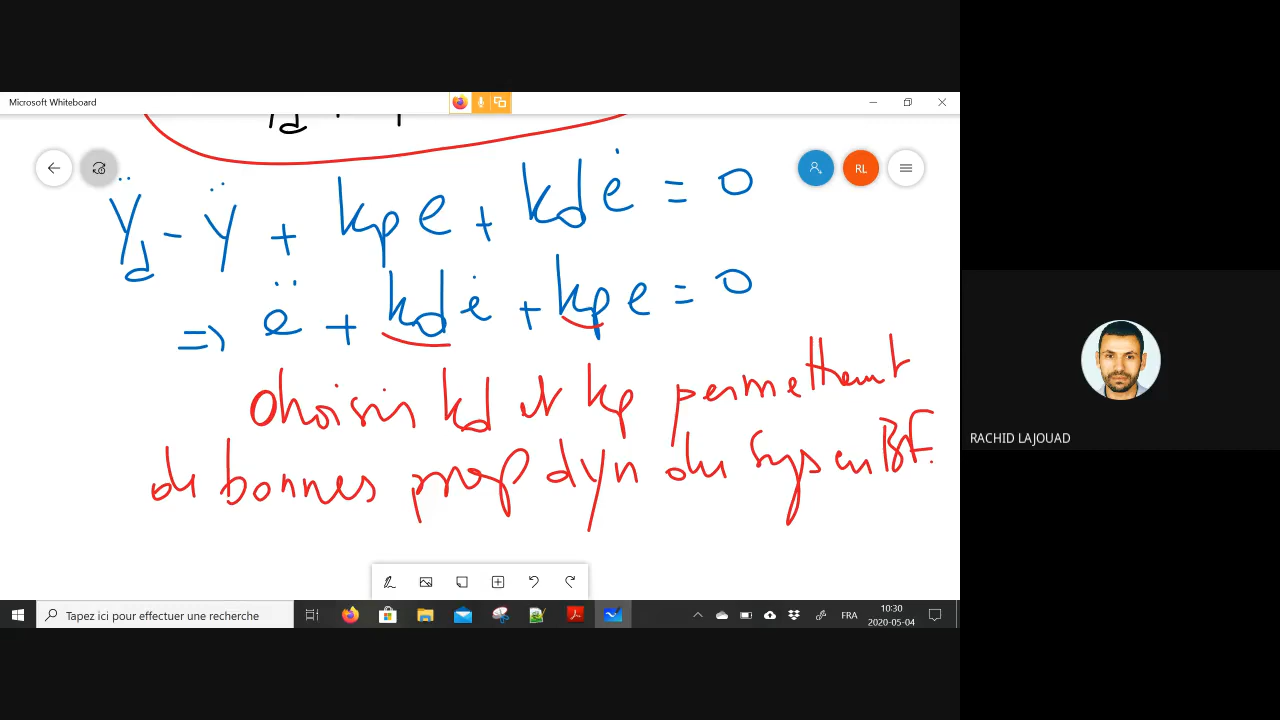 Microsoft Whiteboard
RL
ÿd - ÿ + kp e + kd ė = 0
=> ë + kd ė + kp e = 0
choisir kd et kp permettant
de bonnes prop dyn du sys en BF.
RACHID LAJOUAD
Tapez ici pour effectuer une recherche
FRA
10:30
2020-05-04